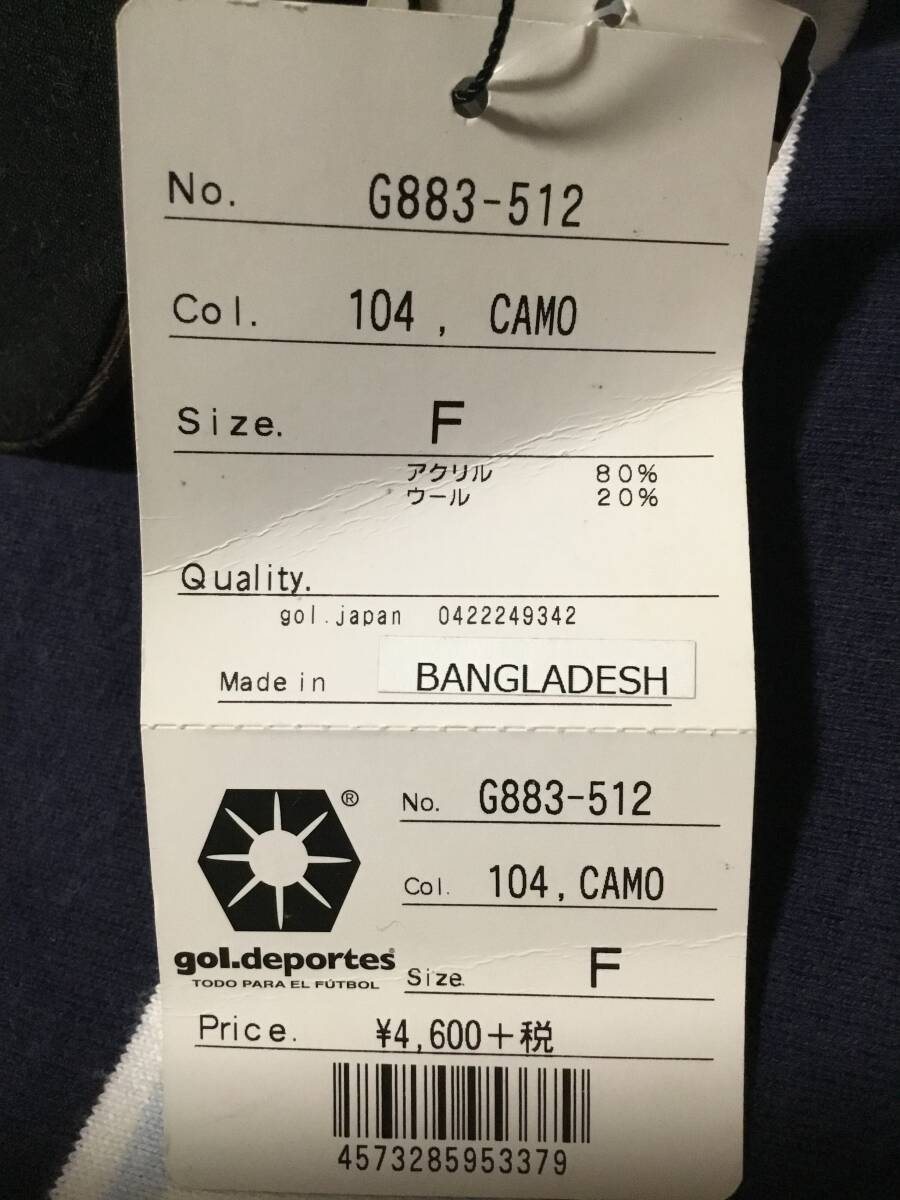 No. G883-512
Col. 104 , CAMO
Size. F
アクリル 80%
ウール 20%
Quality.
gol.japan 0422249342
Made in BANGLADESH
®
No. G883-512
Col. 104, CAMO
gol.deportes®
TODO PARA EL FÚTBOL
Size. F
Price. ¥4,600+税
4573285953379